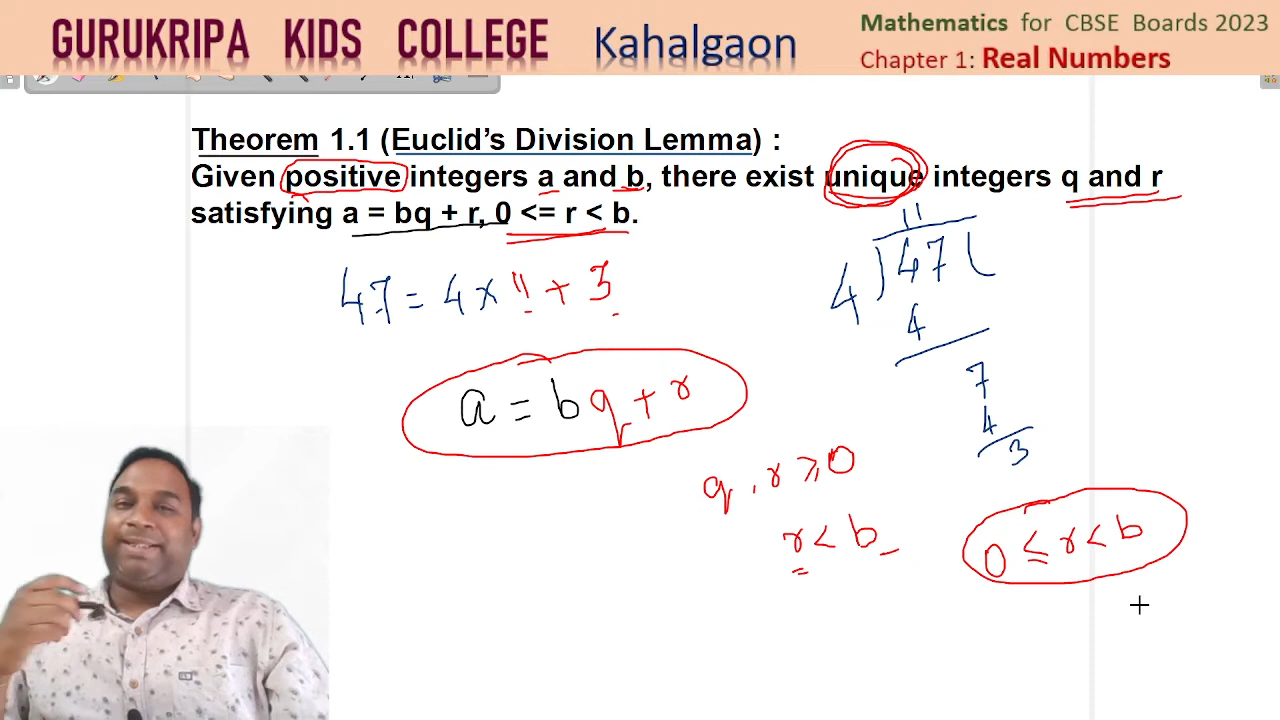 GURUKRIPA KIDS COLLEGE Kahalgaon
Mathematics for CBSE Boards 2023
Chapter 1: Real Numbers
Theorem 1.1 (Euclid's Division Lemma) :
Given positive integers a and b, there exist unique integers q and r
satisfying a = bq + r, 0 <= r < b.
47 = 4 × 11 + 3
11
4 ) 47 (
4
7
4
3
a = bq + r
q, r ⩾ 0
r < b
0 ≤ r < b